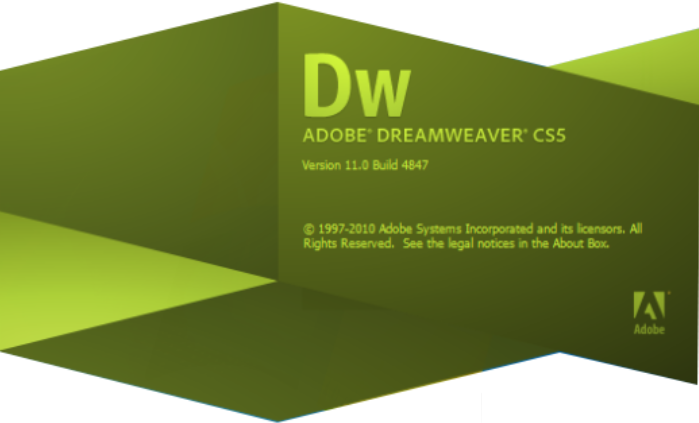 Dw
ADOBE® DREAMWEAVER® CS5
Version 11.0 Build 4847
© 1997-2010 Adobe Systems Incorporated and its licensors. All
Rights Reserved.  See the legal notices in the About Box.
Adobe